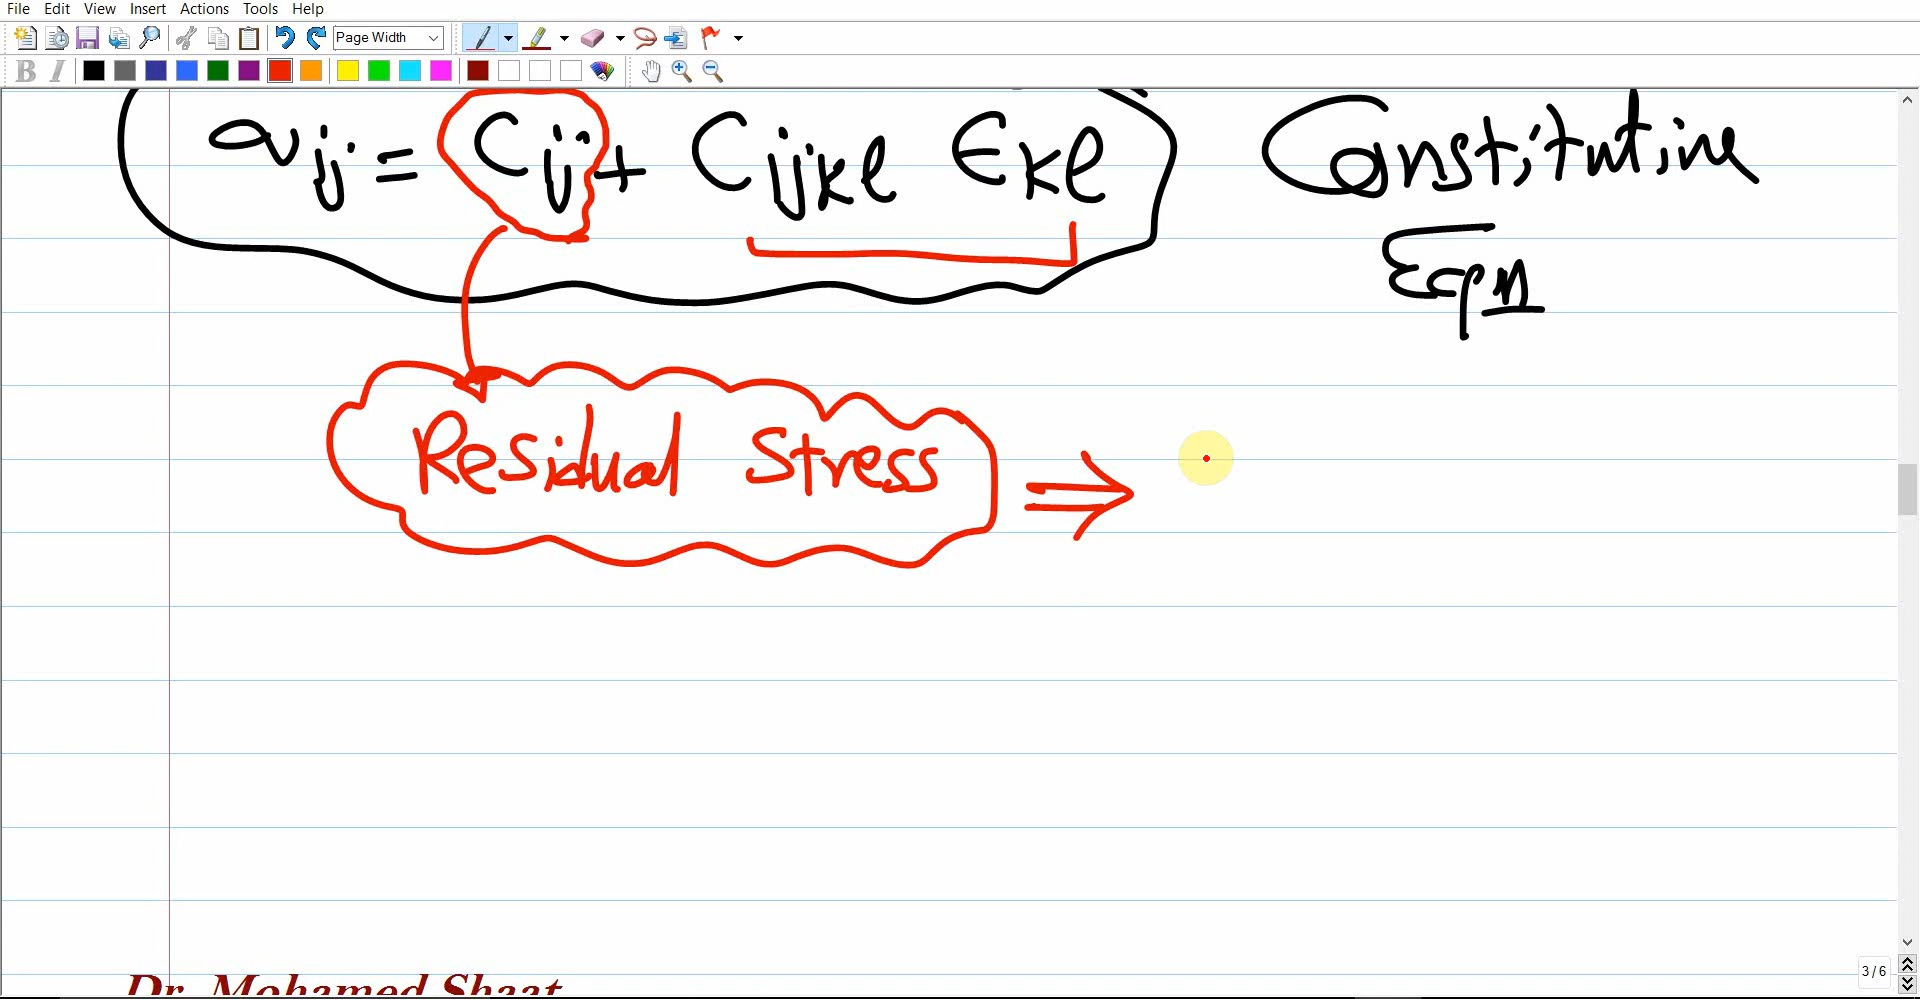 File Edit View Insert Actions Tools Help
Page Width
B I
σij = Cij + Cijkl ϵkl Constitutive
Eqn
Residual Stress ⇒
3 / 6
Dr. Mohamed Shaat